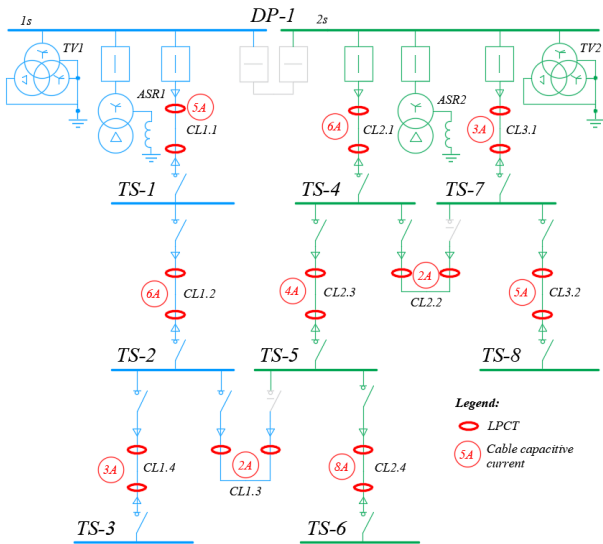 DP-1
1s
2s
TV1
TV2
ASR1
ASR2
5A
CL1.1
6A
CL2.1
3A
CL3.1
TS-1
TS-4
TS-7
6A
CL1.2
4A
CL2.3
2A
CL2.2
5A
CL3.2
TS-2
TS-5
TS-8
3A
CL1.4
2A
CL1.3
8A
CL2.4
TS-3
TS-6
Legend:
LPCT
5A
Cable capacitive
current